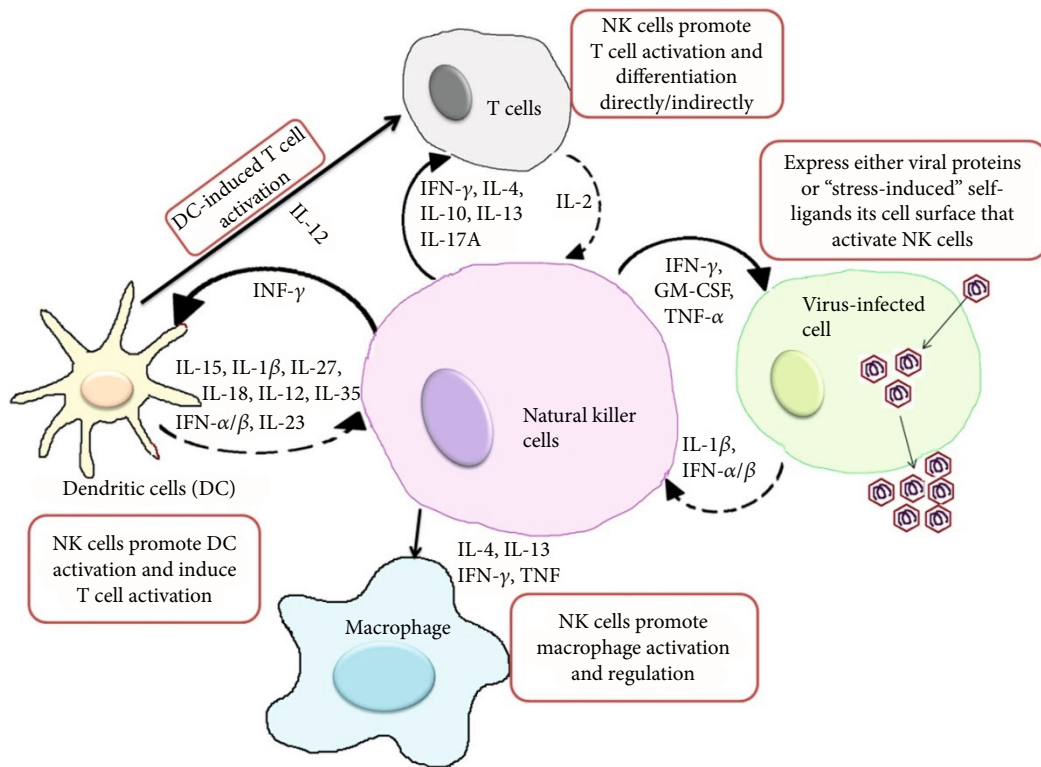 NK cells promote
T cell activation and
differentiation
directly/indirectly
T cells
DC-induced T cell
activation
IL-12
IFN-γ, IL-4,
IL-10, IL-13
IL-17A
IL-2
Express either viral proteins
or “stress-induced” self-
ligands its cell surface that
activate NK cells
INF-γ
IFN-γ,
GM-CSF,
TNF-α
Virus-infected
cell
IL-15, IL-1β, IL-27,
IL-18, IL-12, IL-35
IFN-α/β, IL-23
Natural killer
cells
IL-1β,
IFN-α/β
Dendritic cells (DC)
NK cells promote DC
activation and induce
T cell activation
IL-4, IL-13
IFN-γ, TNF
Macrophage
NK cells promote
macrophage activation
and regulation